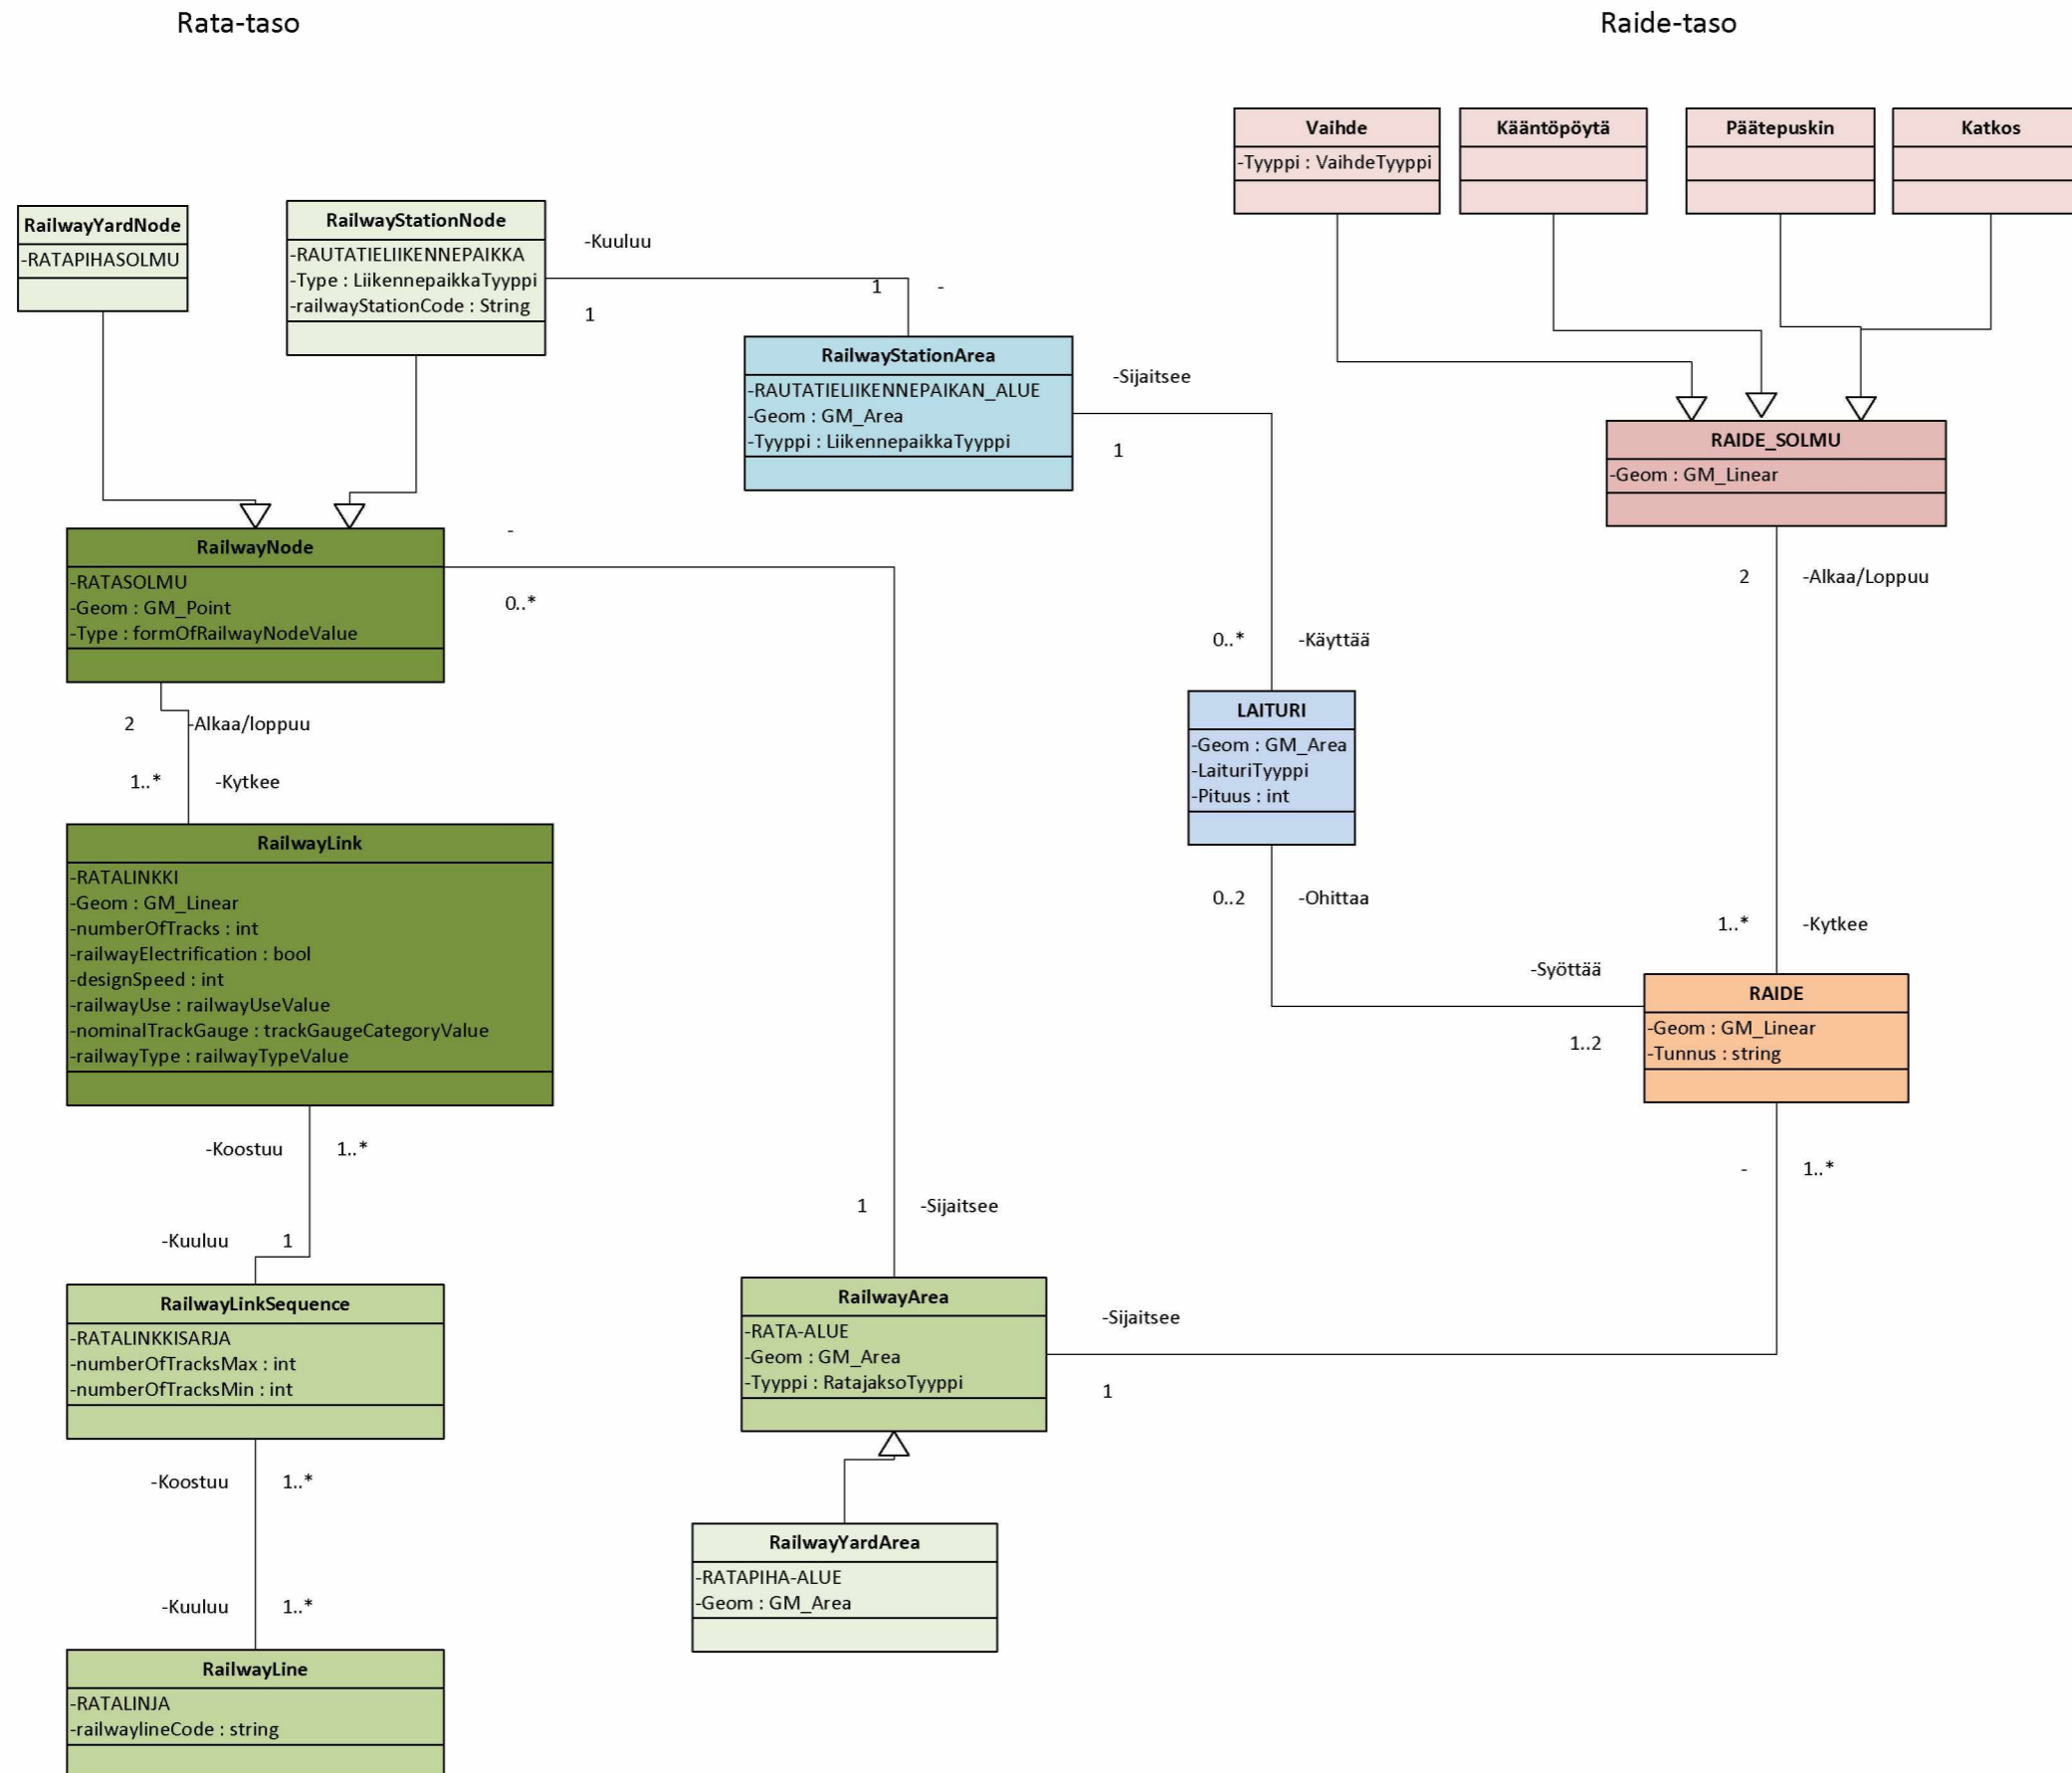 Rata-taso
Raide-taso
Vaihde
-Tyyppi : VaihdeTyyppi
Kääntöpöytä
Päätepuskin
Katkos
RailwayYardNode
-RATAPIHASOLMU
RailwayStationNode
-RAUTATIELIIKENNEPAIKKA
-Type : LiikennepaikkaTyyppi
-railwayStationCode : String
-Kuuluu
1
1
-
RailwayStationArea
-RAUTATIELIIKENNEPAIKAN_ALUE
-Geom : GM_Area
-Tyyppi : LiikennepaikkaTyyppi
-Sijaitsee
1
RAIDE_SOLMU
-Geom : GM_Linear
RailwayNode
-RATASOLMU
-Geom : GM_Point
-Type : formOfRailwayNodeValue
-
0..*
2
-Alkaa/Loppuu
0..*
-Käyttää
LAITURI
-Geom : GM_Area
-LaituriTyyppi
-Pituus : int
2
-Alkaa/loppuu
1..*
-Kytkee
RailwayLink
-RATALINKKI
-Geom : GM_Linear
-numberOfTracks : int
-railwayElectrification : bool
-designSpeed : int
-railwayUse : railwayUseValue
-nominalTrackGauge : trackGaugeCategoryValue
-railwayType : railwayTypeValue
0..2
-Ohittaa
1..*
-Kytkee
-Syöttää
1..2
RAIDE
-Geom : GM_Linear
-Tunnus : string
-Koostuu
1..*
-
1..*
1
-Sijaitsee
-Kuuluu
1
RailwayLinkSequence
-RATALINKKISARJA
-numberOfTracksMax : int
-numberOfTracksMin : int
RailwayArea
-RATA-ALUE
-Geom : GM_Area
-Tyyppi : RatajaksoTyyppi
-Sijaitsee
1
-Koostuu
1..*
RailwayYardArea
-RATAPIHA-ALUE
-Geom : GM_Area
-Kuuluu
1..*
RailwayLine
-RATALINJA
-railwaylineCode : string